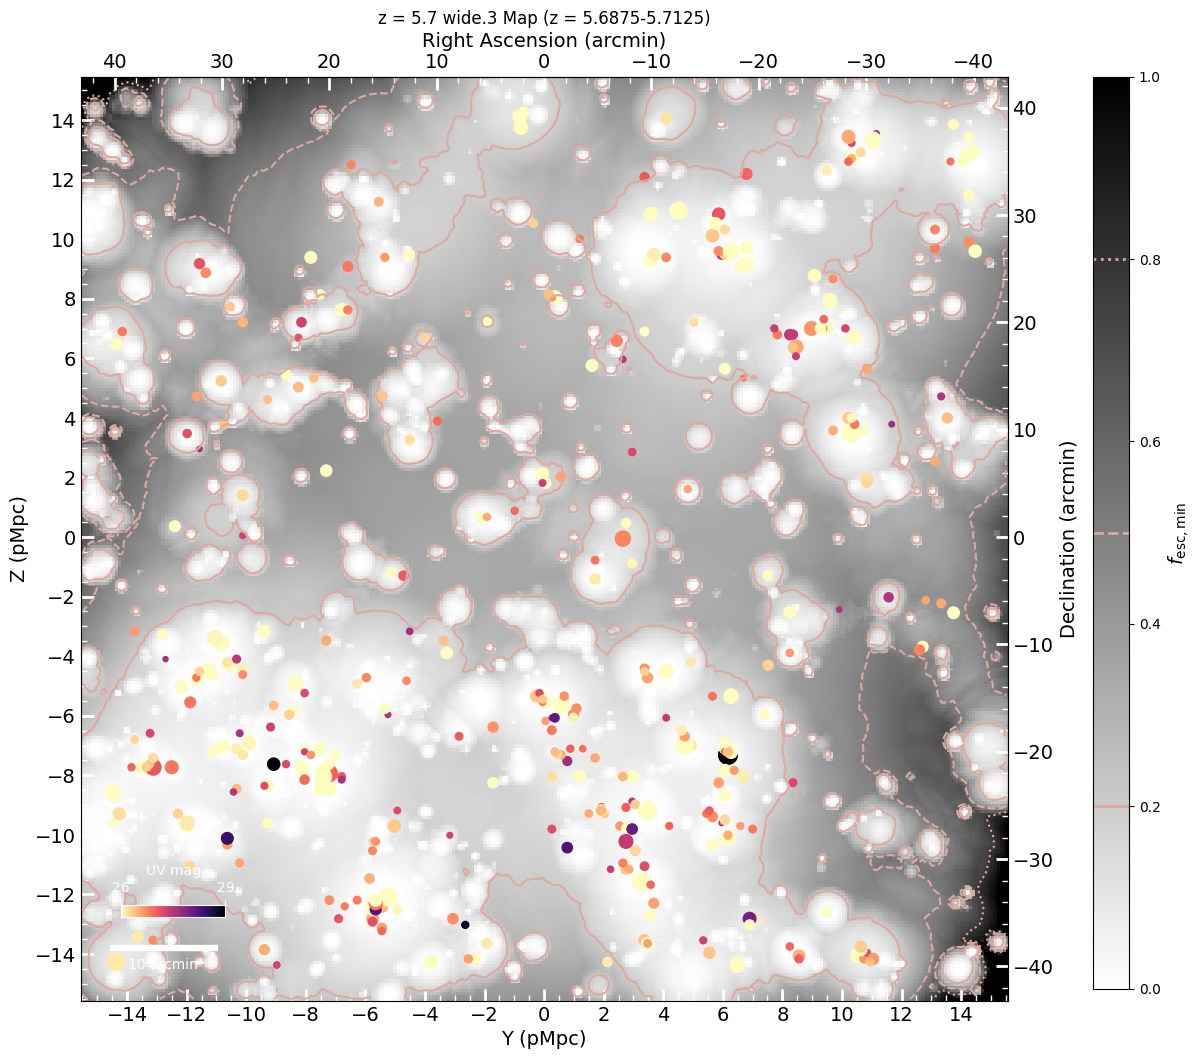 z = 5.7 wide.3 Map (z = 5.6875-5.7125)
Right Ascension (arcmin)
40 30 20 10 0 −10 −20 −30 −40
14 12 10 8 6 4 2 0 −2 −4 −6 −8 −10 −12 −14
Z (pMpc)
40 30 20 10 0 −10 −20 −30 −40
Declination (arcmin)
1.0 0.8 0.6 0.4 0.2 0.0
fesc,min
UV mag
26 29
10 arcmin
−14 −12 −10 −8 −6 −4 −2 0 2 4 6 8 10 12 14
Y (pMpc)